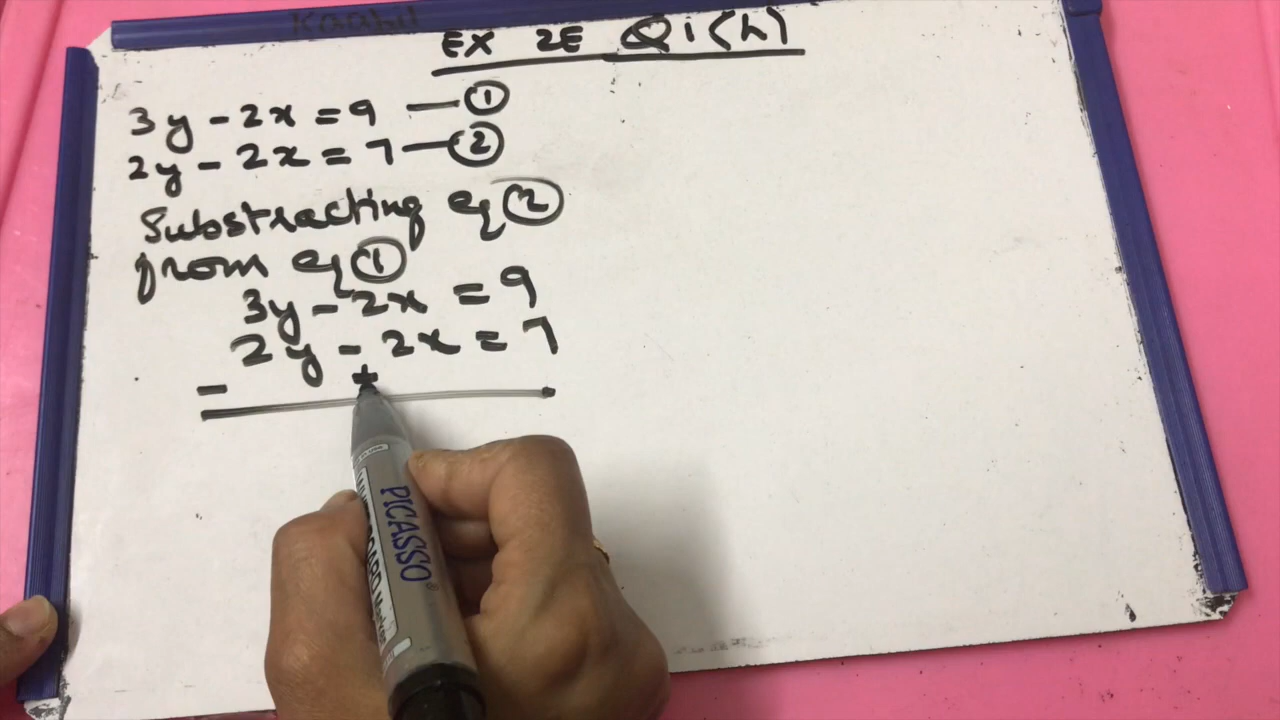 EX 2E Q1(h)
3y - 2x = 9 — ①
2y - 2x = 7 — ②
Substracting eq ②
from eq ①
3y - 2x = 9
2y - 2x = 7
- +
PICASSO